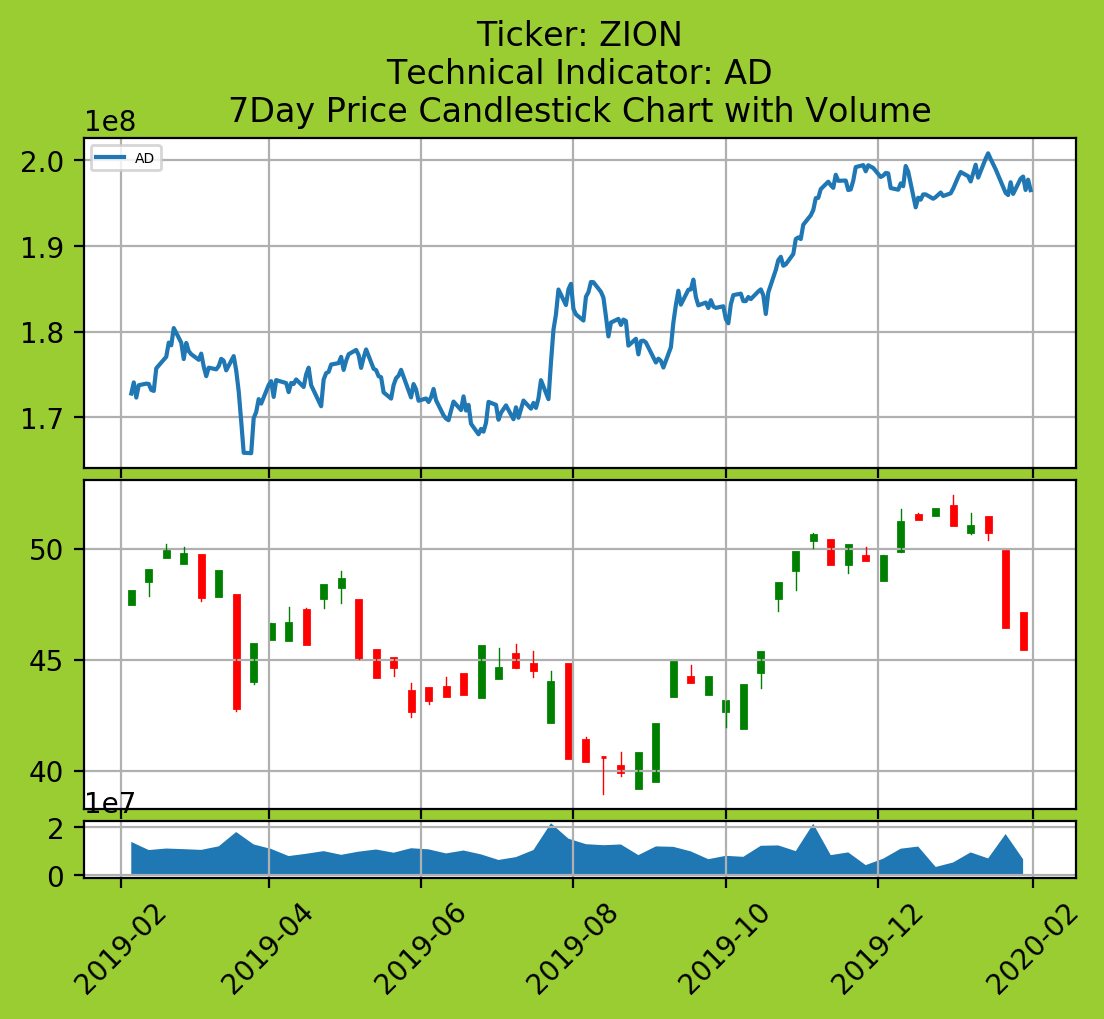 Ticker: ZION
Technical Indicator: AD
7Day Price Candlestick Chart with Volume
1e8
AD
2.0
1.9
1.8
1.7
50
45
40
1e7
2
0
2019-02
2019-04
2019-06
2019-08
2019-10
2019-12
2020-02